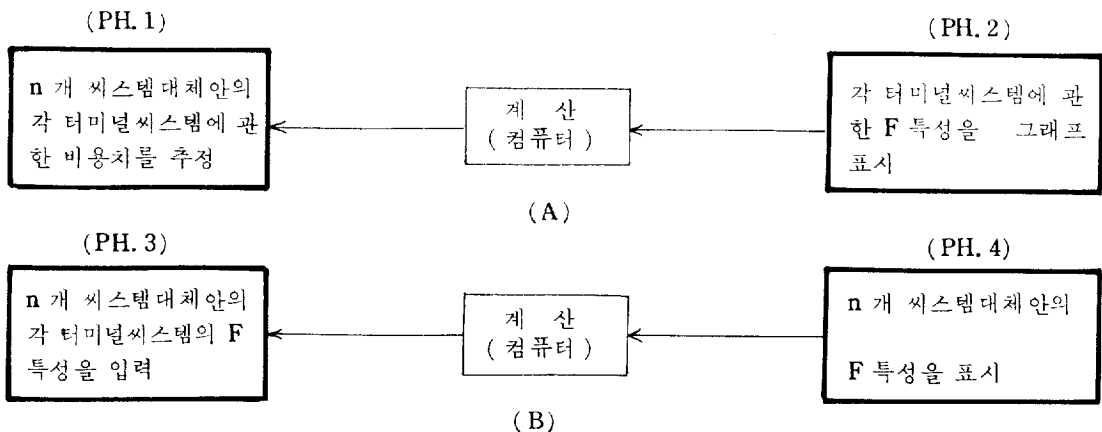 (PH. 1)
(PH. 2)
n 개 씨스템대체안의
각 터미널씨스템에 관
한 비용치를 추정
계 산
(컴퓨터)
각 터미널씨스템에 관
한 F 특성을 그래프
표시
(A)
(PH. 3)
(PH. 4)
n 개 씨스템대체안의
각 터미널씨스템의 F
특성을 입력
계 산
(컴퓨터)
n 개 씨스템대체안의
F 특성을 표시
(B)